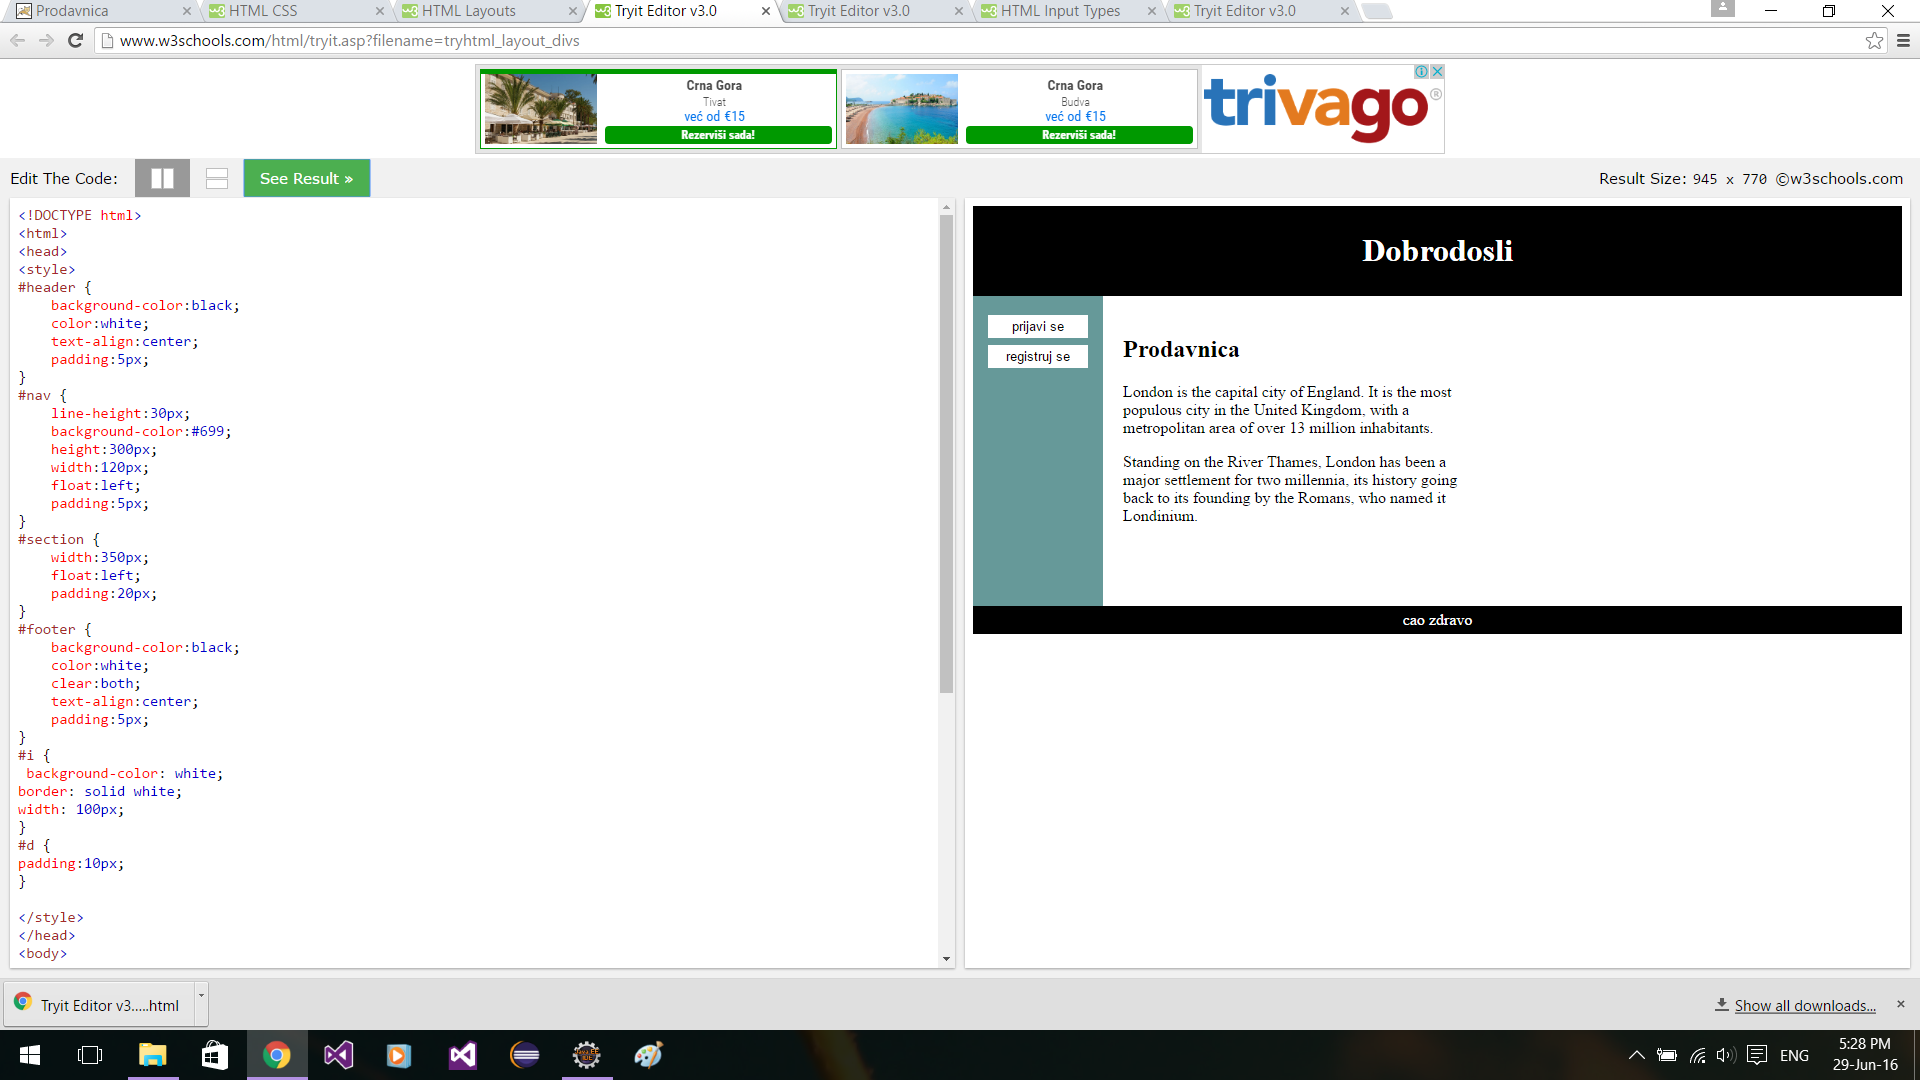 Prodavnica
HTML CSS
HTML Layouts
Tryit Editor v3.0
Tryit Editor v3.0
HTML Input Types
Tryit Editor v3.0
www.w3schools.com/html/tryit.asp?filename=tryhtml_layout_divs
Crna Gora
Tivat
već od €15
Rezerviši sada!
Crna Gora
Budva
već od €15
Rezerviši sada!
trivago®
Edit The Code:
See Result »
Result Size: 945 x 770 ©w3schools.com
<!DOCTYPE html>
<html>
<head>
<style>
#header {
    background-color:black;
    color:white;
    text-align:center;
    padding:5px;
}
#nav {
    line-height:30px;
    background-color:#699;
    height:300px;
    width:120px;
    float:left;
    padding:5px;
}
#section {
    width:350px;
    float:left;
    padding:20px;
}
#footer {
    background-color:black;
    color:white;
    clear:both;
    text-align:center;
    padding:5px;
}
#i {
 background-color: white;
border: solid white;
width: 100px;
}
#d {
padding:10px;
}
</style>
</head>
<body>
Dobrodosli
prijavi se
registruj se
Prodavnica
London is the capital city of England. It is the most
populous city in the United Kingdom, with a
metropolitan area of over 13 million inhabitants.
Standing on the River Thames, London has been a
major settlement for two millennia, its history going
back to its founding by the Romans, who named it
Londinium.
cao zdravo
Tryit Editor v3.....html
Show all downloads...
ENG
5:28 PM
29-Jun-16